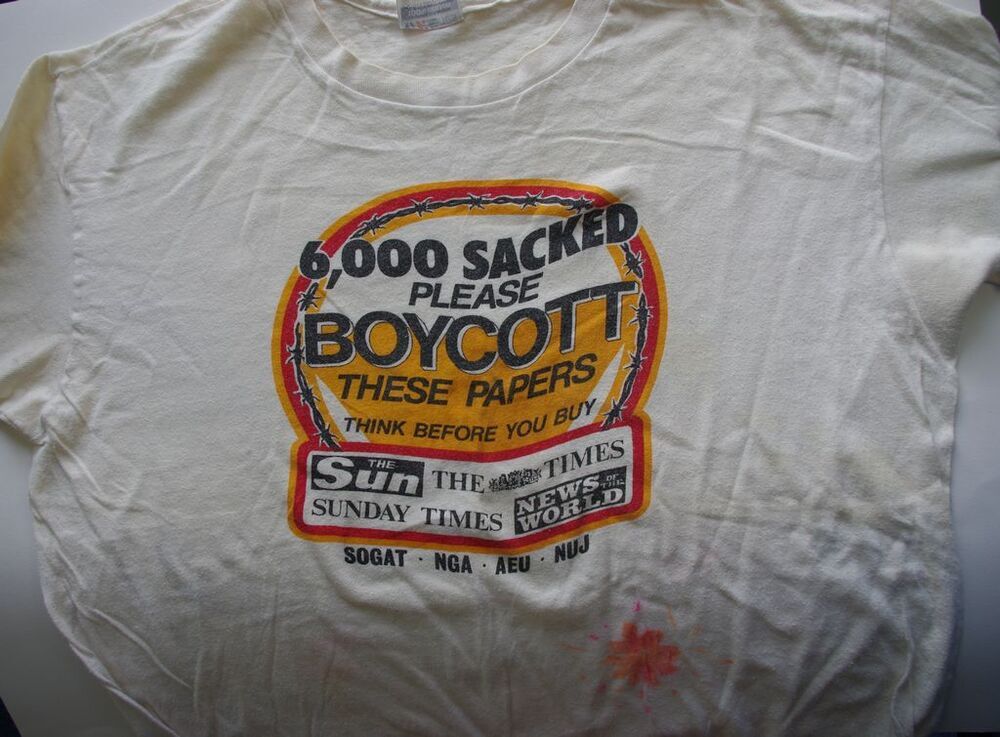 6,000 SACKED
PLEASE
BOYCOTT
THESE PAPERS
THINK BEFORE YOU BUY
THE Sun THE TIMES
SUNDAY TIMES NEWS OF THE WORLD
SOGAT · NGA · AEU · NUJ